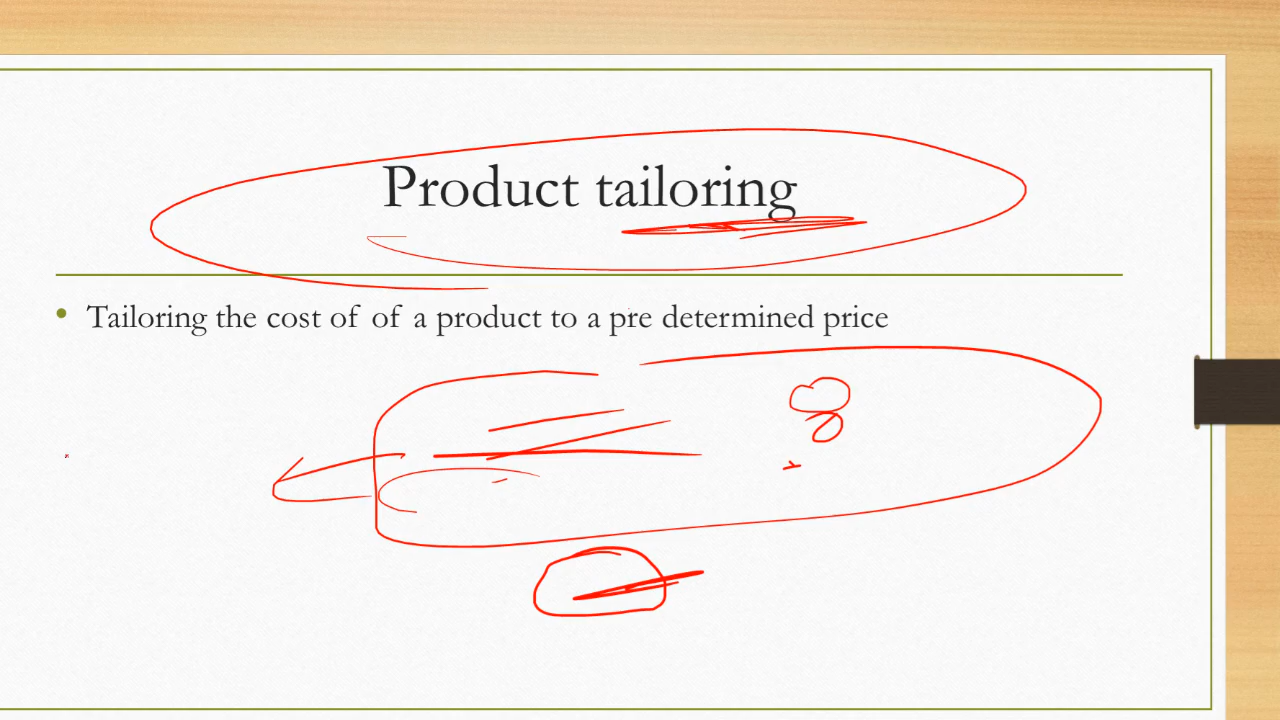 Product tailoring
• Tailoring the cost of of a product to a pre determined price